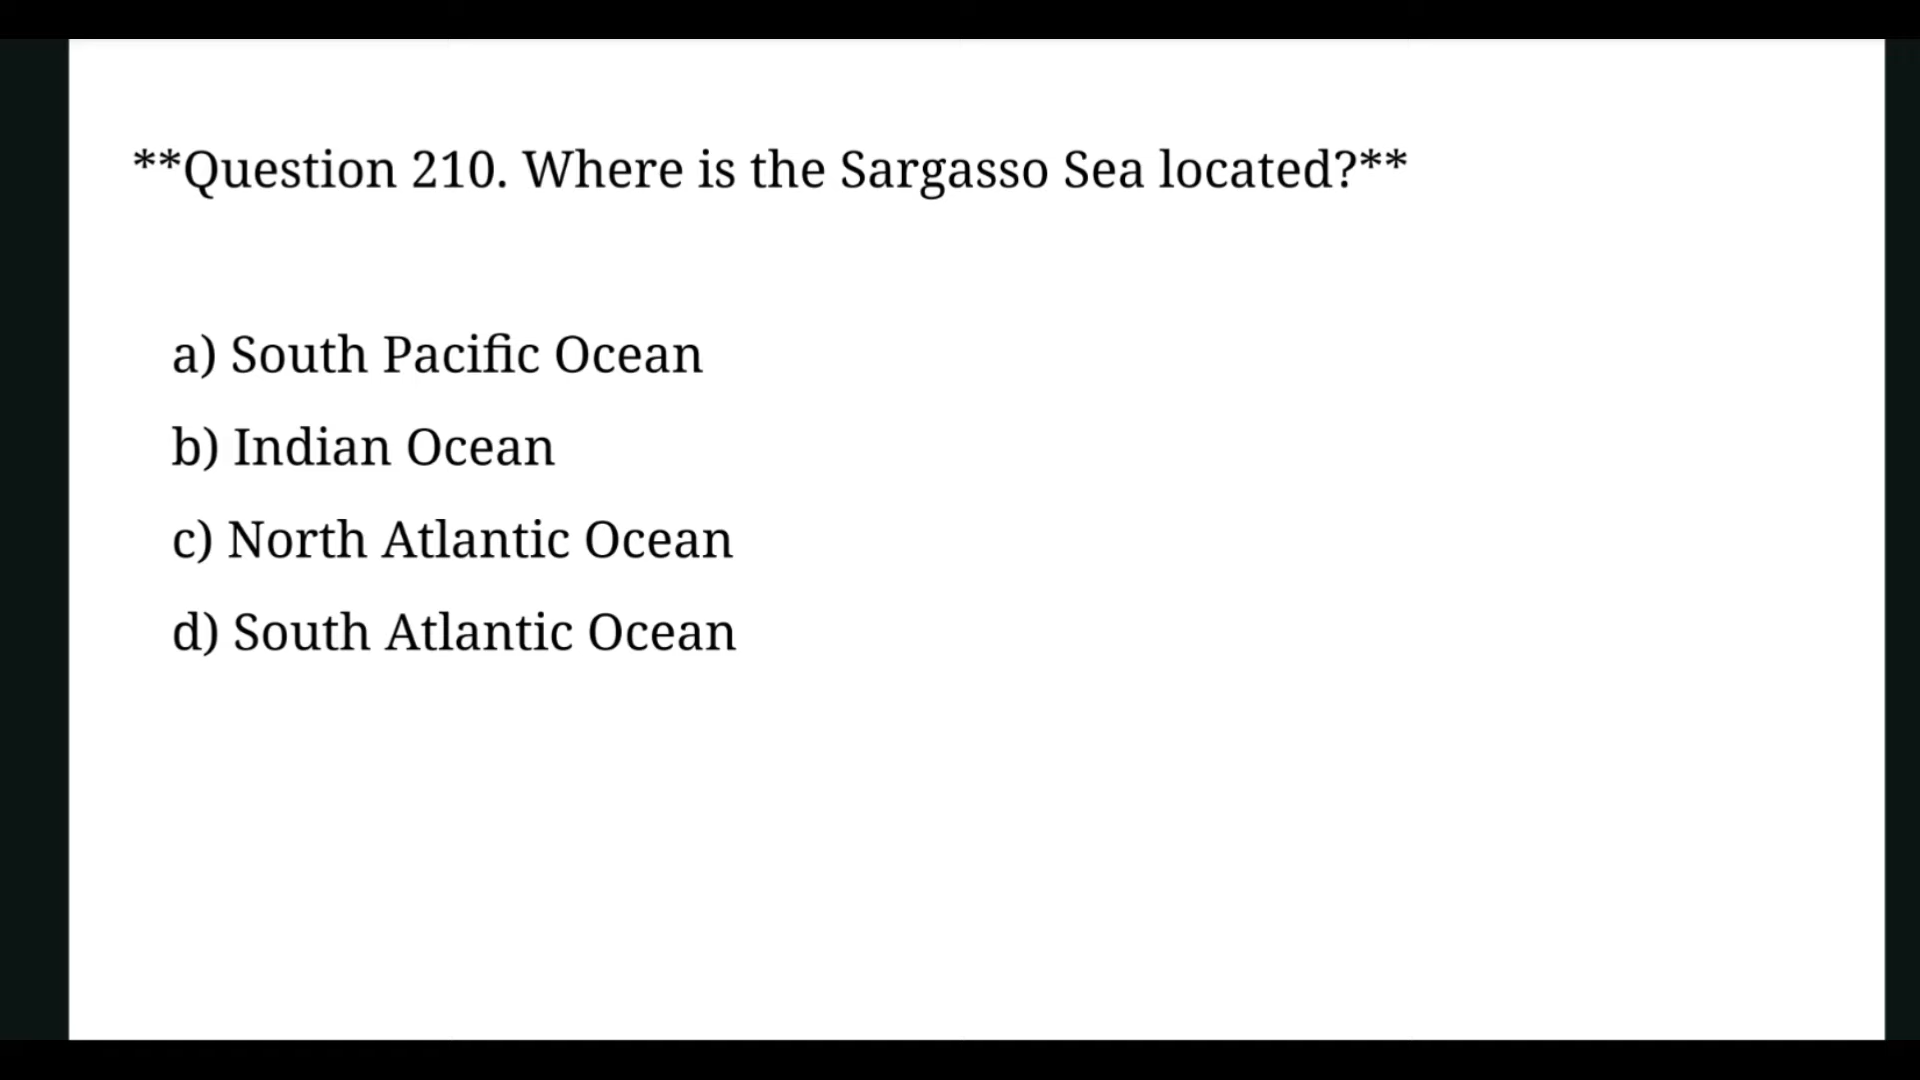 **Question 210. Where is the Sargasso Sea located?**
a) South Pacific Ocean
b) Indian Ocean
c) North Atlantic Ocean
d) South Atlantic Ocean